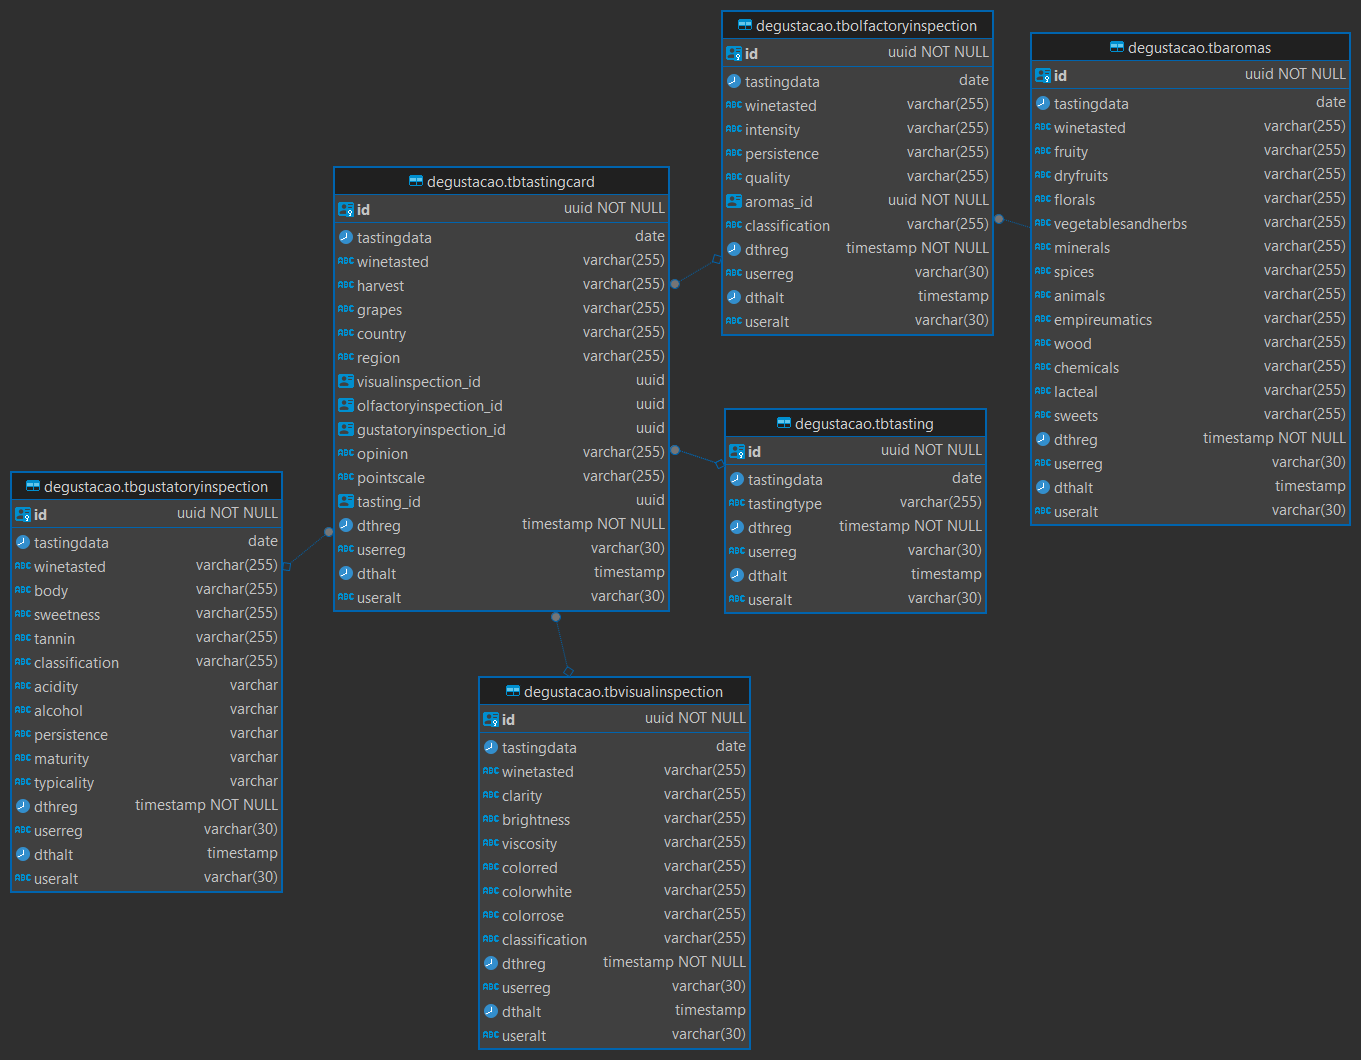 degustacao.tbolfactoryinspection
id uuid NOT NULL
tastingdata date
winetasted varchar(255)
intensity varchar(255)
persistence varchar(255)
quality varchar(255)
aromas_id uuid NOT NULL
classification varchar(255)
dthreg timestamp NOT NULL
userreg varchar(30)
dthalt timestamp
useralt varchar(30)
degustacao.tbaromas
id uuid NOT NULL
tastingdata date
winetasted varchar(255)
fruity varchar(255)
dryfruits varchar(255)
florals varchar(255)
vegetablesandherbs varchar(255)
minerals varchar(255)
spices varchar(255)
animals varchar(255)
empireumatics varchar(255)
wood varchar(255)
chemicals varchar(255)
lacteal varchar(255)
sweets varchar(255)
dthreg timestamp NOT NULL
userreg varchar(30)
dthalt timestamp
useralt varchar(30)
degustacao.tbtastingcard
id uuid NOT NULL
tastingdata date
winetasted varchar(255)
harvest varchar(255)
grapes varchar(255)
country varchar(255)
region varchar(255)
visualinspection_id uuid
olfactoryinspection_id uuid
gustatoryinspection_id uuid
opinion varchar(255)
pointscale varchar(255)
tasting_id uuid
dthreg timestamp NOT NULL
userreg varchar(30)
dthalt timestamp
useralt varchar(30)
degustacao.tbtasting
id uuid NOT NULL
tastingdata date
tastingtype varchar(255)
dthreg timestamp NOT NULL
userreg varchar(30)
dthalt timestamp
useralt varchar(30)
degustacao.tbgustatoryinspection
id uuid NOT NULL
tastingdata date
winetasted varchar(255)
body varchar(255)
sweetness varchar(255)
tannin varchar(255)
classification varchar(255)
acidity varchar
alcohol varchar
persistence varchar
maturity varchar
typicality varchar
dthreg timestamp NOT NULL
userreg varchar(30)
dthalt timestamp
useralt varchar(30)
degustacao.tbvisualinspection
id uuid NOT NULL
tastingdata date
winetasted varchar(255)
clarity varchar(255)
brightness varchar(255)
viscosity varchar(255)
colorred varchar(255)
colorwhite varchar(255)
colorrose varchar(255)
classification varchar(255)
dthreg timestamp NOT NULL
userreg varchar(30)
dthalt timestamp
useralt varchar(30)